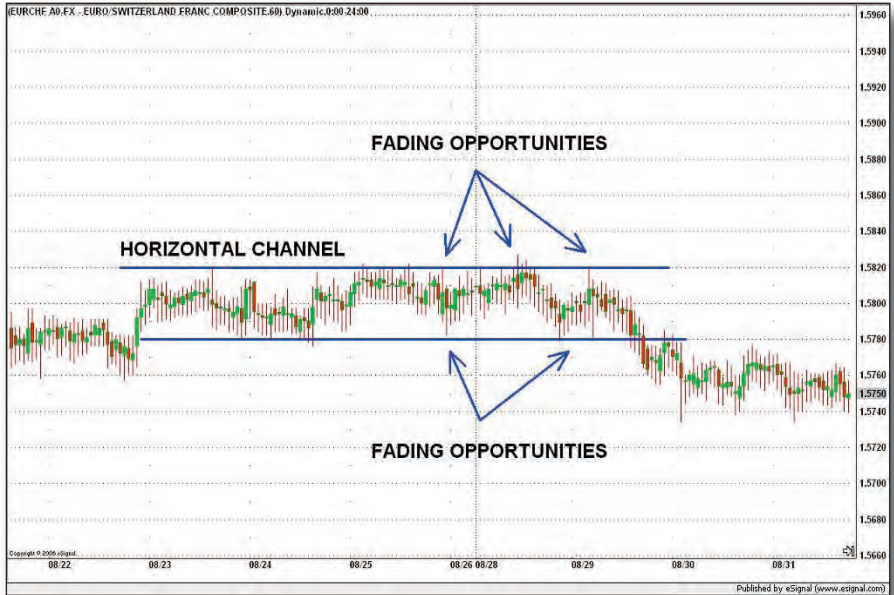 (EURCHF A0.FX - EURO/SWITZERLAND FRANC COMPOSITE,60) Dynamic,0:00-24:00
1.5960
1.5940
1.5920
1.5900
1.5880
FADING OPPORTUNITIES
1.5860
1.5840
HORIZONTAL CHANNEL
1.5820
1.5800
1.5780
1.5760
1.5750
1.5740
FADING OPPORTUNITIES
1.5720
1.5700
1.5680
1.5660
Copyright © 2006 eSignal.
08/22 08/23 08/24 08/25 08/26 08/28 08/29 08/30 08/31
Published by eSignal (www.esignal.com)